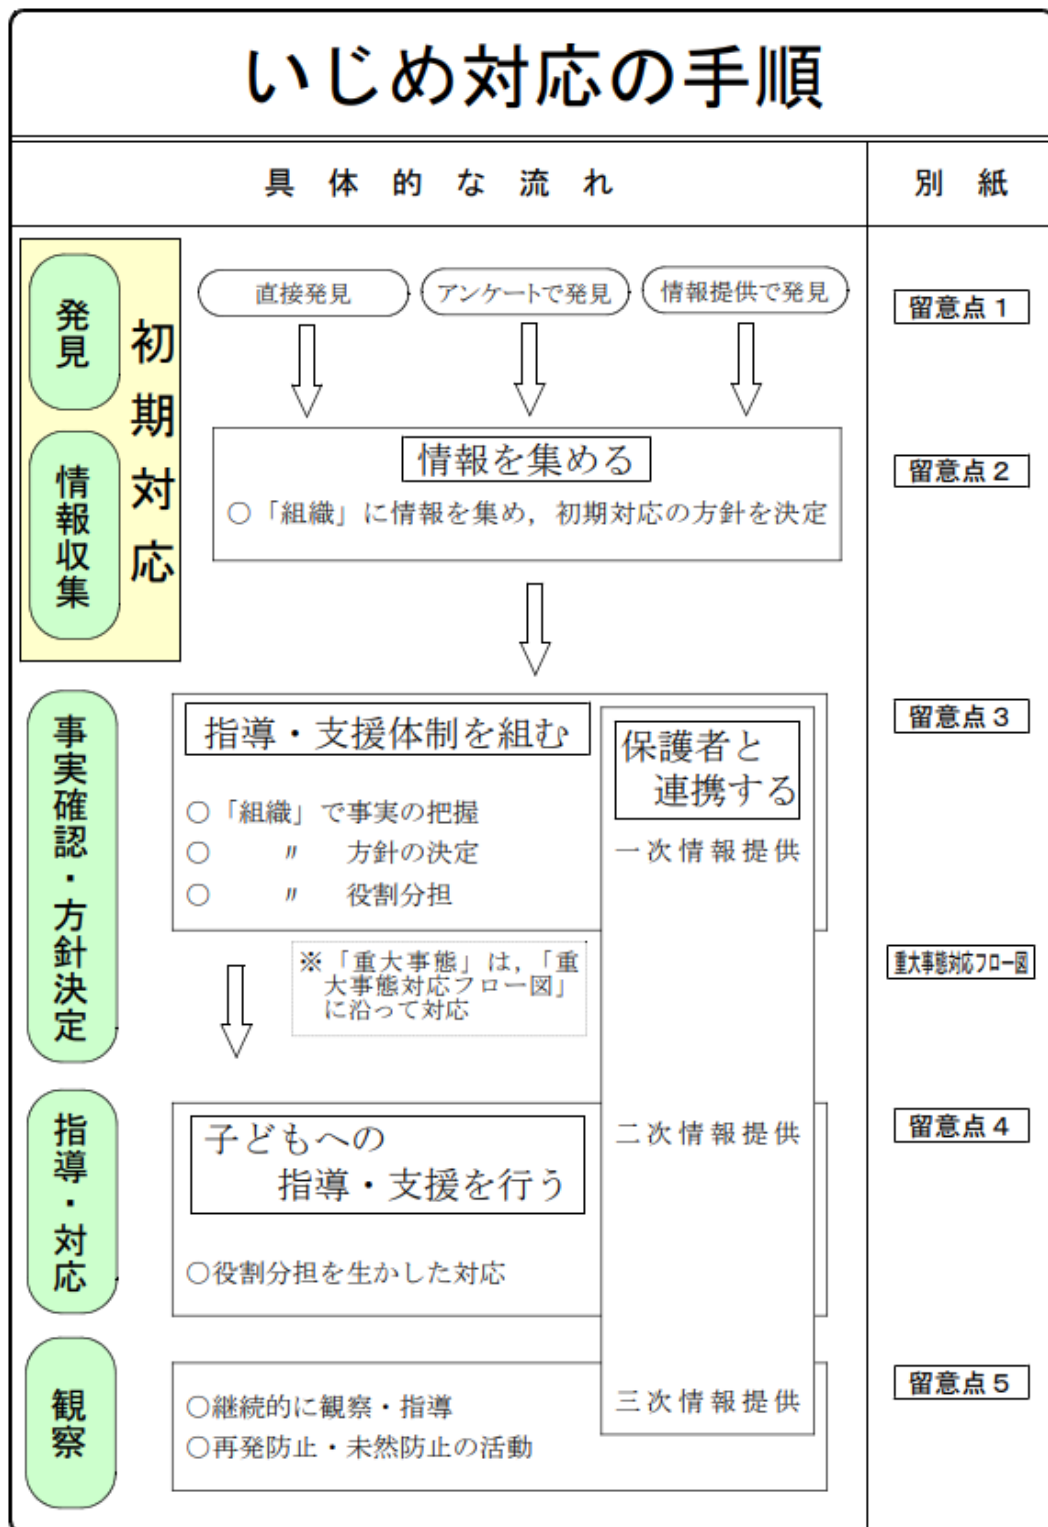 いじめ対応の手順
具体的な流れ
別紙
発見
初期対応
直接発見
アンケートで発見
情報提供で発見
留意点1
情報収集
情報を集める
○「組織」に情報を集め，初期対応の方針を決定
留意点2
事実確認・方針決定
指導・支援体制を組む
○「組織」で事実の把握
○　〃　方針の決定
○　〃　役割分担
保護者と
連携する
一次情報提供
留意点3
※「重大事態」は，「重
大事態対応フロー図」
に沿って対応
重大事態対応フロー図
指導・対応
子どもへの
指導・支援を行う
○役割分担を生かした対応
二次情報提供
留意点4
観察
○継続的に観察・指導
○再発防止・未然防止の活動
三次情報提供
留意点5